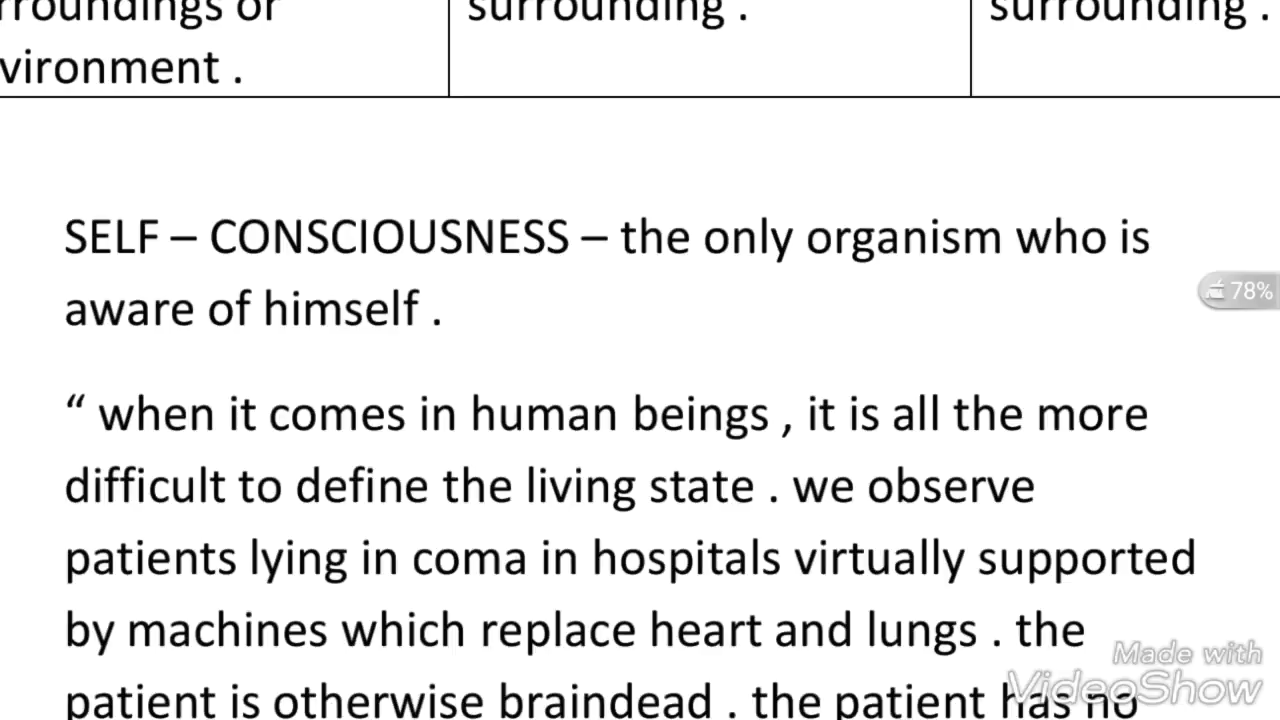 rroundings or surrounding . surrounding .
vironment .
SELF – CONSCIOUSNESS – the only organism who is
aware of himself .
78%
“ when it comes in human beings , it is all the more
difficult to define the living state . we observe
patients lying in coma in hospitals virtually supported
by machines which replace heart and lungs . the
patient is otherwise braindead . the patient has no
Made with
VideoShow